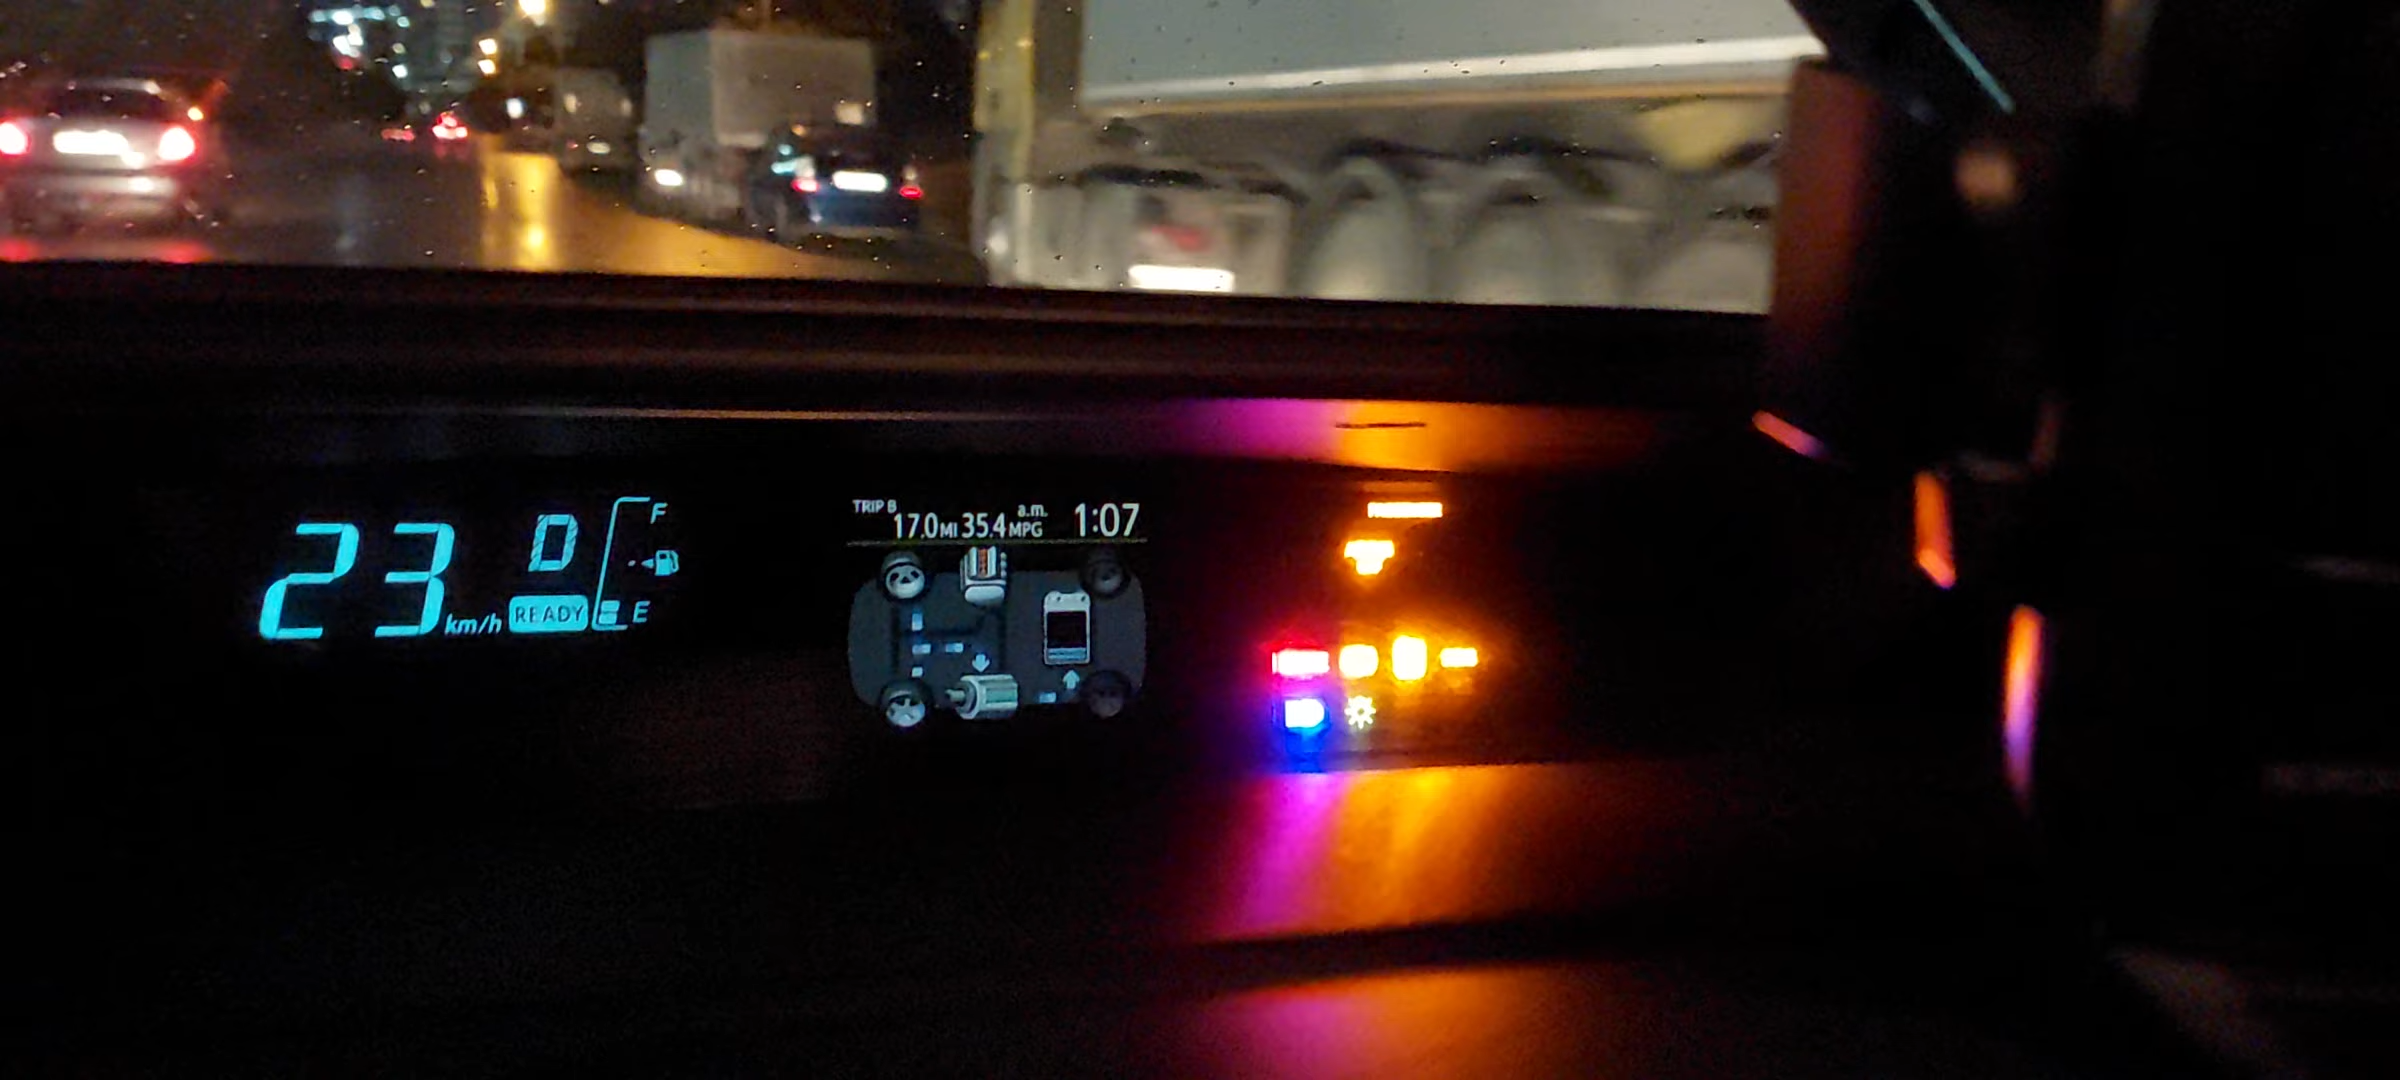 23 km/h
D
READY
F
E
TRIP B
17.0 MI 35.4 MPG
a.m. 1:07